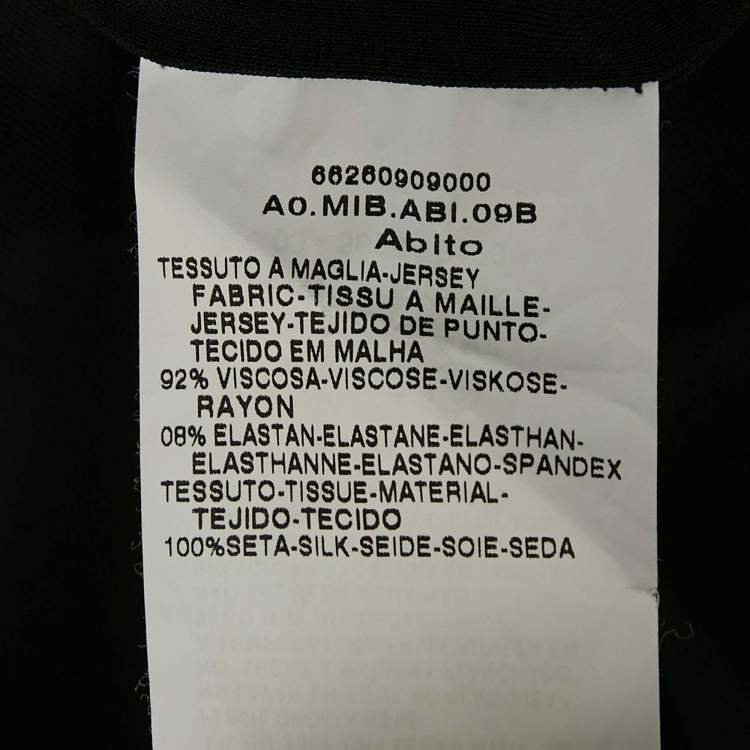 66260909000
A0.MIB.ABI.09B
Abito
TESSUTO A MAGLIA-JERSEY
FABRIC-TISSU A MAILLE-
JERSEY-TEJIDO DE PUNTO-
TECIDO EM MALHA
92% VISCOSA-VISCOSE-VISKOSE-
RAYON
08% ELASTAN-ELASTANE-ELASTHAN-
ELASTHANNE-ELASTANO-SPANDEX
TESSUTO-TISSUE-MATERIAL-
TEJIDO-TECIDO
100%SETA-SILK-SEIDE-SOIE-SEDA